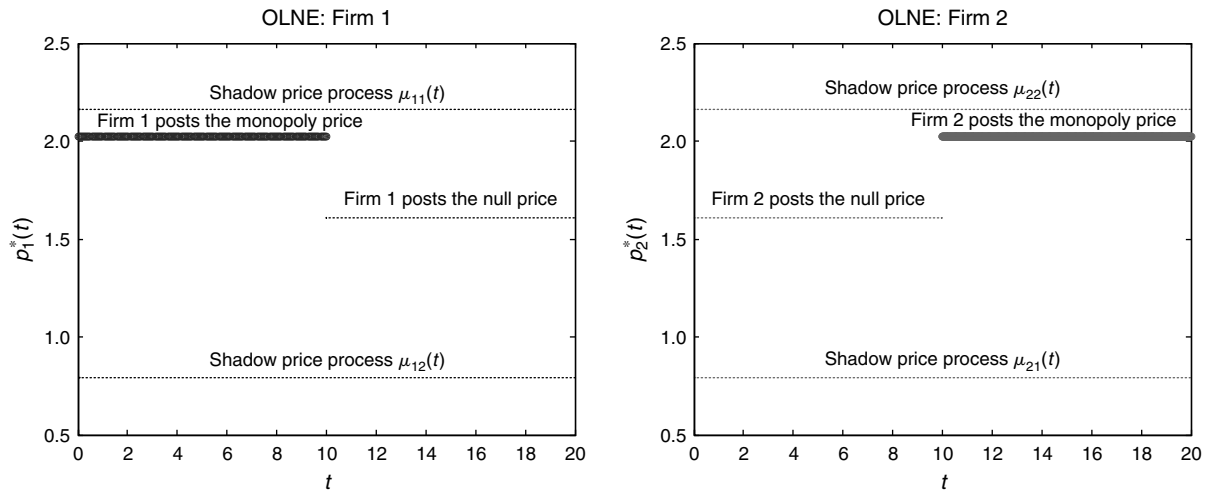 OLNE: Firm 1
2.5
2.0
1.5
1.0
0.5
p₁*(t)
Shadow price process μ₁₁(t)
Firm 1 posts the monopoly price
Firm 1 posts the null price
Shadow price process μ₁₂(t)
0 2 4 6 8 10 12 14 16 18 20
t
OLNE: Firm 2
2.5
2.0
1.5
1.0
0.5
p₂*(t)
Shadow price process μ₂₂(t)
Firm 2 posts the monopoly price
Firm 2 posts the null price
Shadow price process μ₂₁(t)
0 2 4 6 8 10 12 14 16 18 20
t